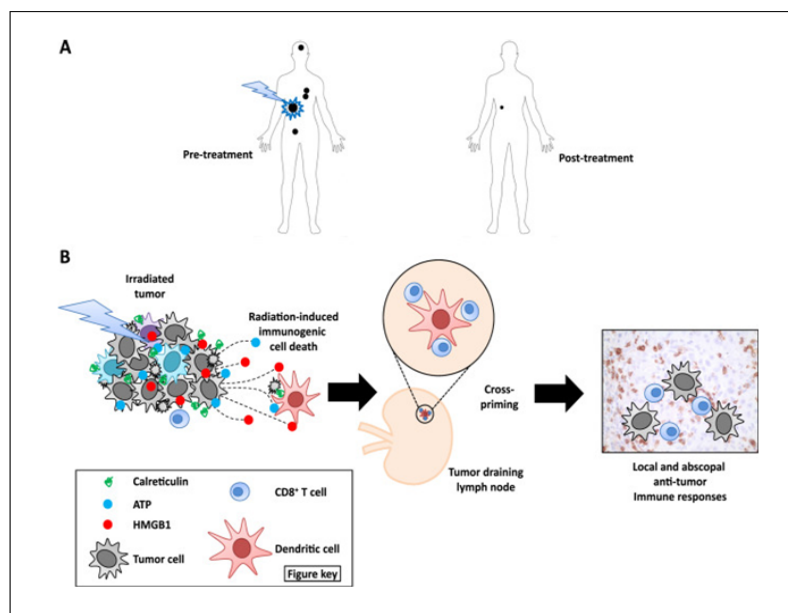 A
Pre-treatment
Post-treatment
B
Irradiated
tumor
Radiation-induced
immunogenic
cell death
Cross-
priming
Tumor draining
lymph node
Local and abscopal
anti-tumor
Immune responses
Calreticulin
ATP
HMGB1
Tumor cell
CD8⁺ T cell
Dendritic cell
Figure key